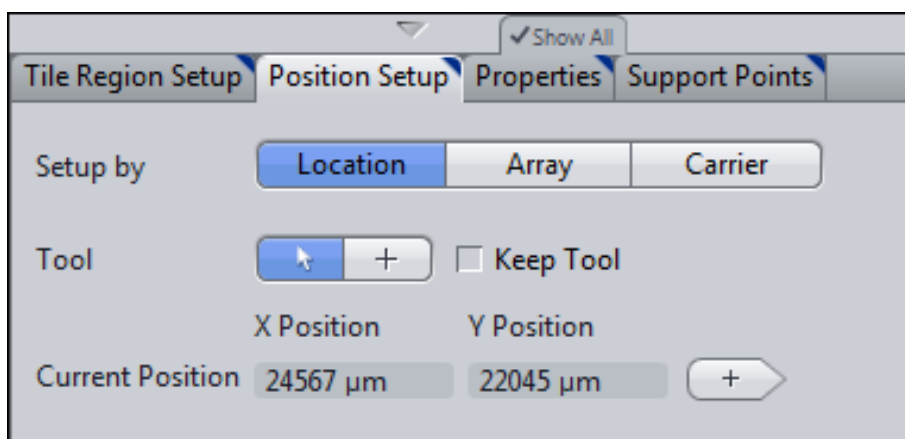 Show All
Tile Region Setup Position Setup Properties Support Points
Setup by Location Array Carrier
Tool + Keep Tool
X Position Y Position
Current Position 24567 µm 22045 µm +